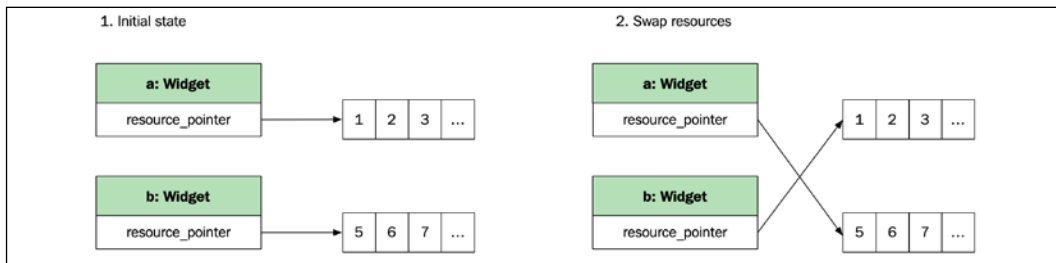 1. Initial state
a: Widget
resource_pointer
1 2 3 ...
b: Widget
resource_pointer
5 6 7 ...
2. Swap resources
a: Widget
resource_pointer
1 2 3 ...
b: Widget
resource_pointer
5 6 7 ...